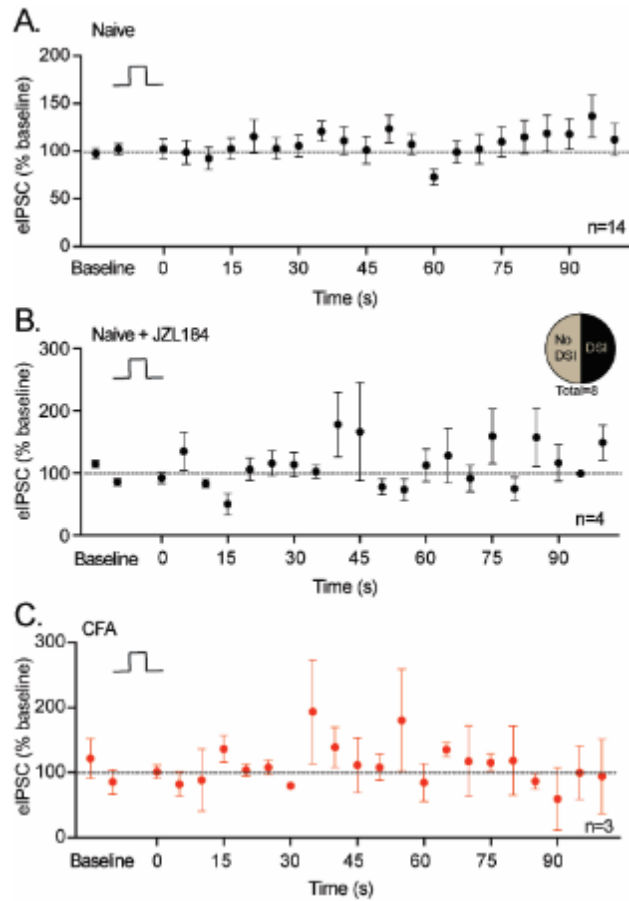 A.
Naive
200
150
100
50
0
eIPSC (% baseline)
n=14
Baseline 0 15 30 45 60 75 90
Time (s)
B.
Naive + JZL184
No DSI
DSI
Total=8
300
200
100
0
eIPSC (% baseline)
n=4
Baseline 0 15 30 45 60 75 90
Time (s)
C.
CFA
300
200
100
0
eIPSC (% baseline)
n=3
Baseline 0 15 30 45 60 75 90
Time (s)